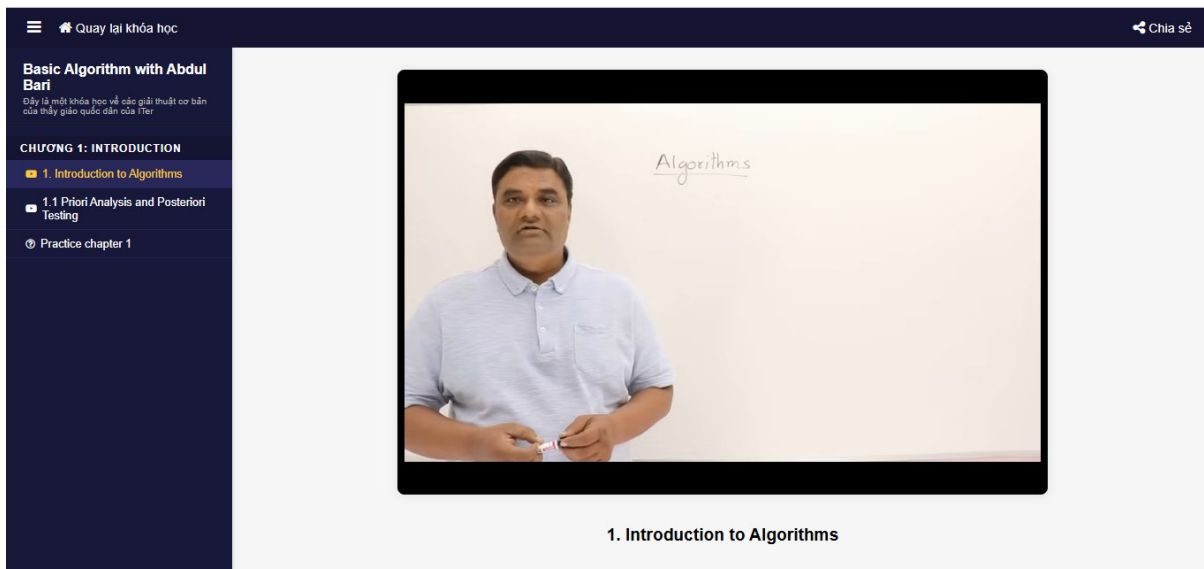 Quay lại khóa học
Chia sẻ
Basic Algorithm with Abdul
Bari
Đây là một khóa học về các giải thuật cơ bản
của thầy giáo quốc dân của ITer
CHƯƠNG 1: INTRODUCTION
1. Introduction to Algorithms
1.1 Priori Analysis and Posteriori
Testing
Practice chapter 1
Algorithms
1. Introduction to Algorithms